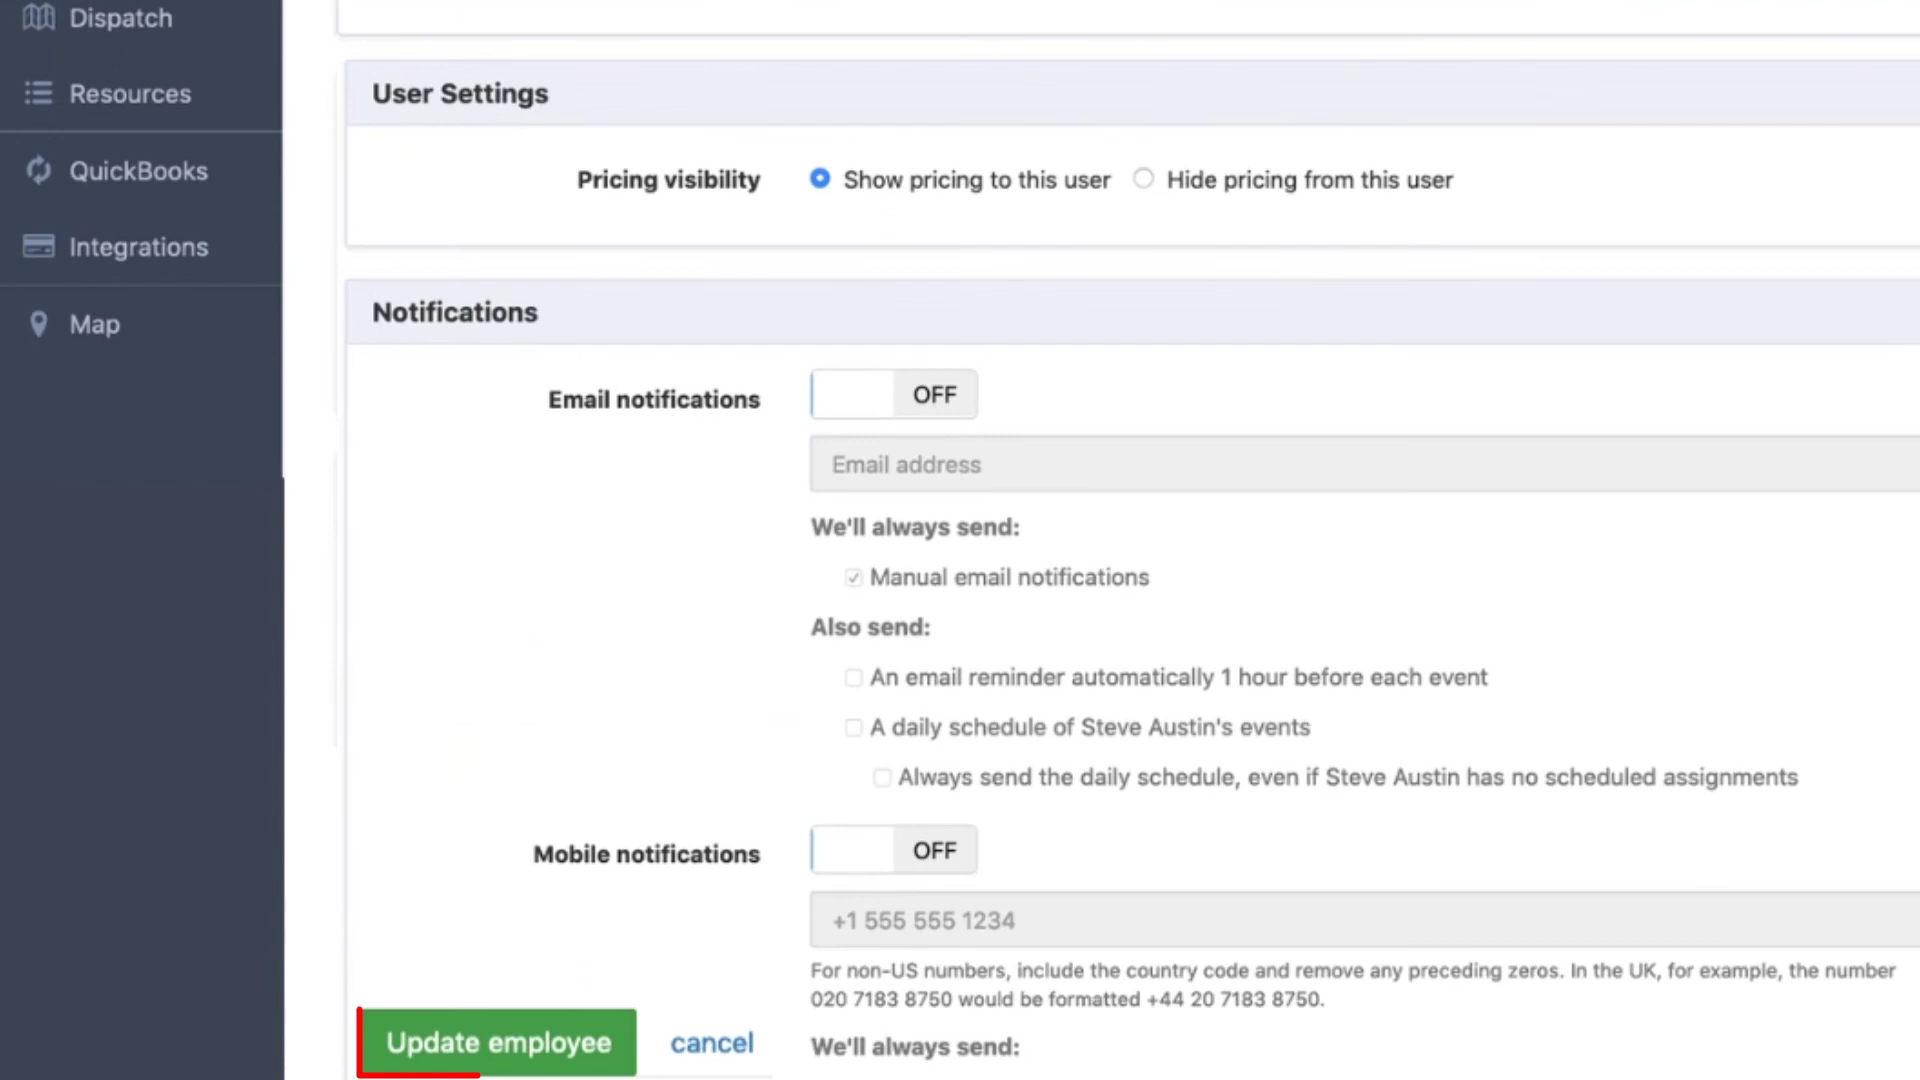 Dispatch
Resources
QuickBooks
Integrations
Map
User Settings
Pricing visibility Show pricing to this user Hide pricing from this user
Notifications
Email notifications OFF
Email address
We'll always send:
Manual email notifications
Also send:
An email reminder automatically 1 hour before each event
A daily schedule of Steve Austin's events
Always send the daily schedule, even if Steve Austin has no scheduled assignments
Mobile notifications OFF
+1 555 555 1234
For non-US numbers, include the country code and remove any preceding zeros. In the UK, for example, the number
020 7183 8750 would be formatted +44 20 7183 8750.
Update employee cancel
We'll always send: